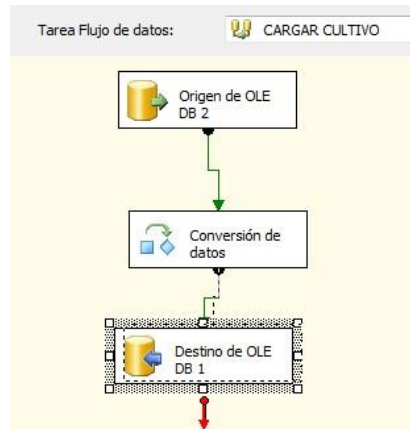 Tarea Flujo de datos: CARGAR CULTIVO
Origen de OLE
DB 2
Conversión de
datos
Destino de OLE
DB 1